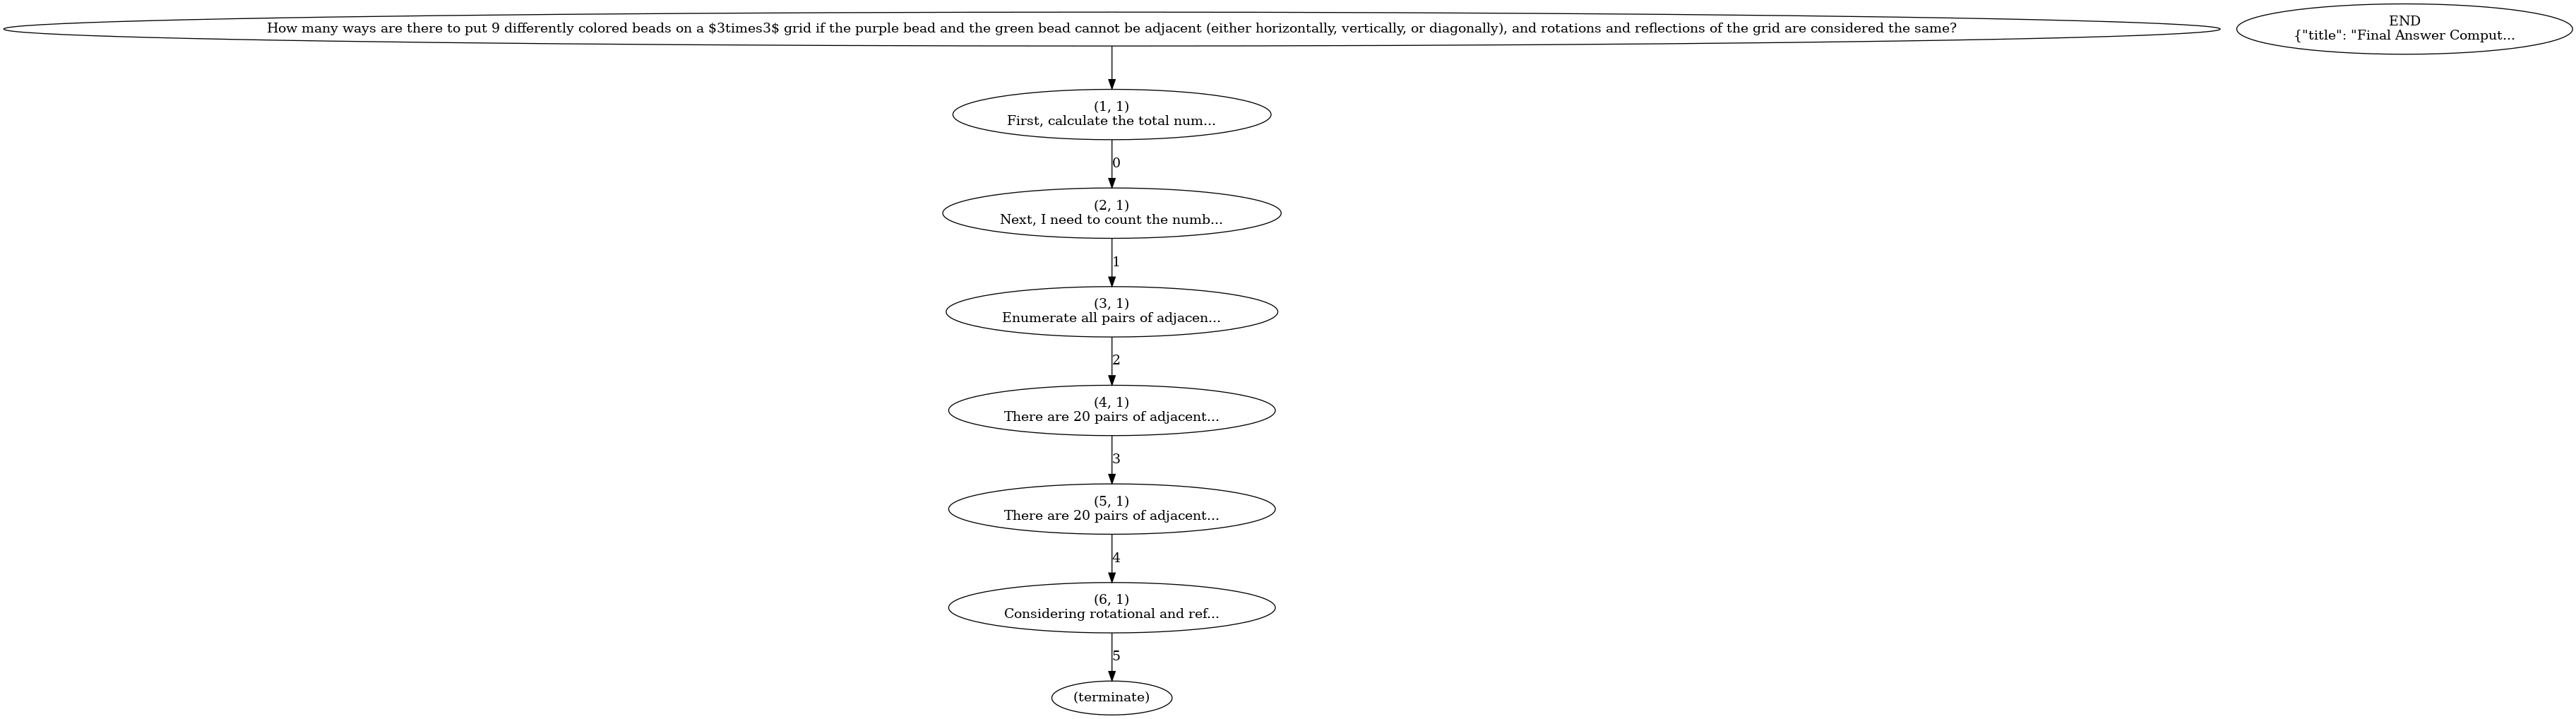 How many ways are there to put 9 differently colored beads on a $3times3$ grid if the purple bead and the green bead cannot be adjacent (either horizontally, vertically, or diagonally), and rotations and reflections of the grid are considered the same?
END
{"title": "Final Answer Comput...
(1, 1)
First, calculate the total num...
0
(2, 1)
Next, I need to count the numb...
1
(3, 1)
Enumerate all pairs of adjacen...
2
(4, 1)
There are 20 pairs of adjacent...
3
(5, 1)
There are 20 pairs of adjacent...
4
(6, 1)
Considering rotational and ref...
5
(terminate)